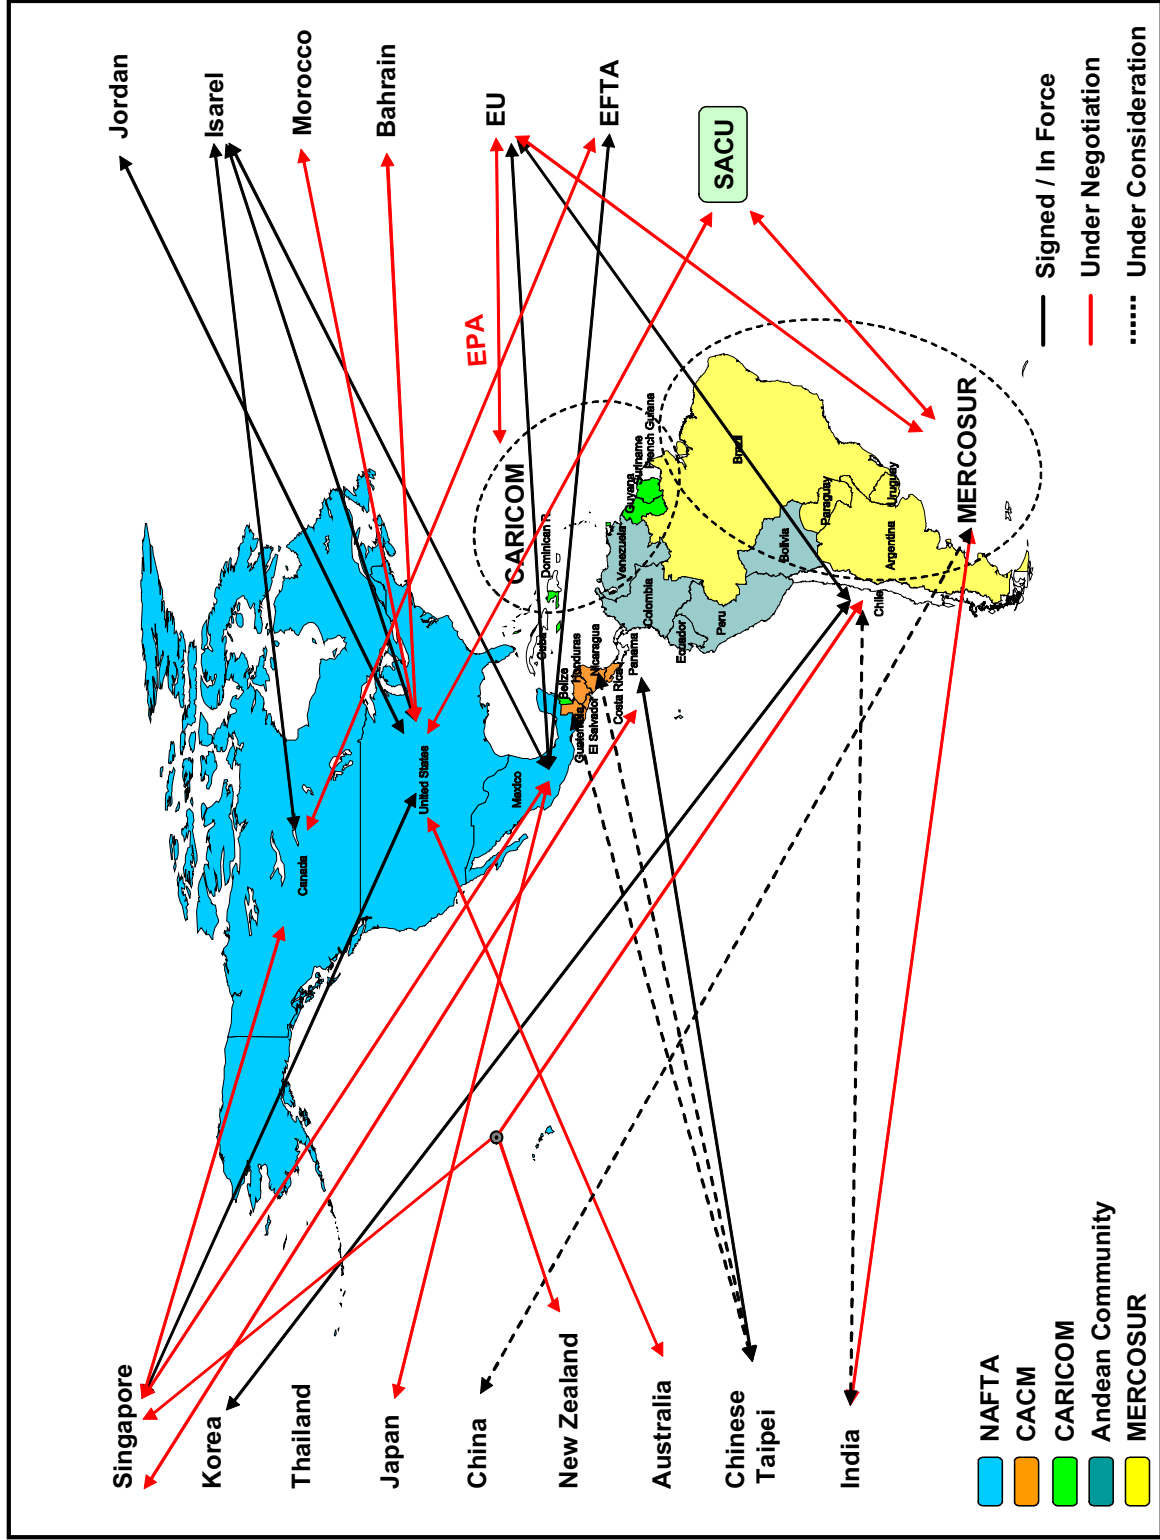 Singapore
Korea
Thailand
Japan
China
New Zealand
Australia
Chinese
Taipei
India
Jordan
Isarel
Morocco
Bahrain
EU
EFTA
SACU
EPA
CARICOM
MERCOSUR
Canada
United States
Mexico
Cuba
Dominican R
Belize
Honduras
Guatemala
El Salvador
Nicaragua
Costa Rica
Panama
Venezuela
Guyana
Suriname
French Guiana
Colombia
Ecuador
Peru
Brazil
Bolivia
Paraguay
Uruguay
Argentina
Chile
NAFTA
CACM
CARICOM
Andean Community
MERCOSUR
Signed / In Force
Under Negotiation
Under Consideration